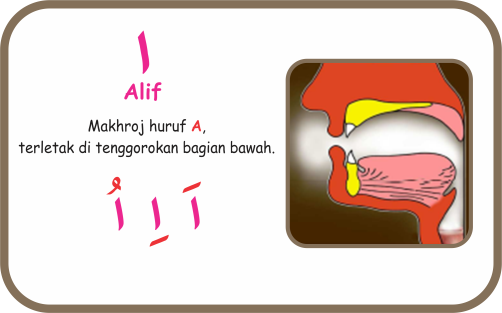 ا
Alif
Makhroj huruf A,
terletak di tenggorokan bagian bawah.
اَ اِ اُ